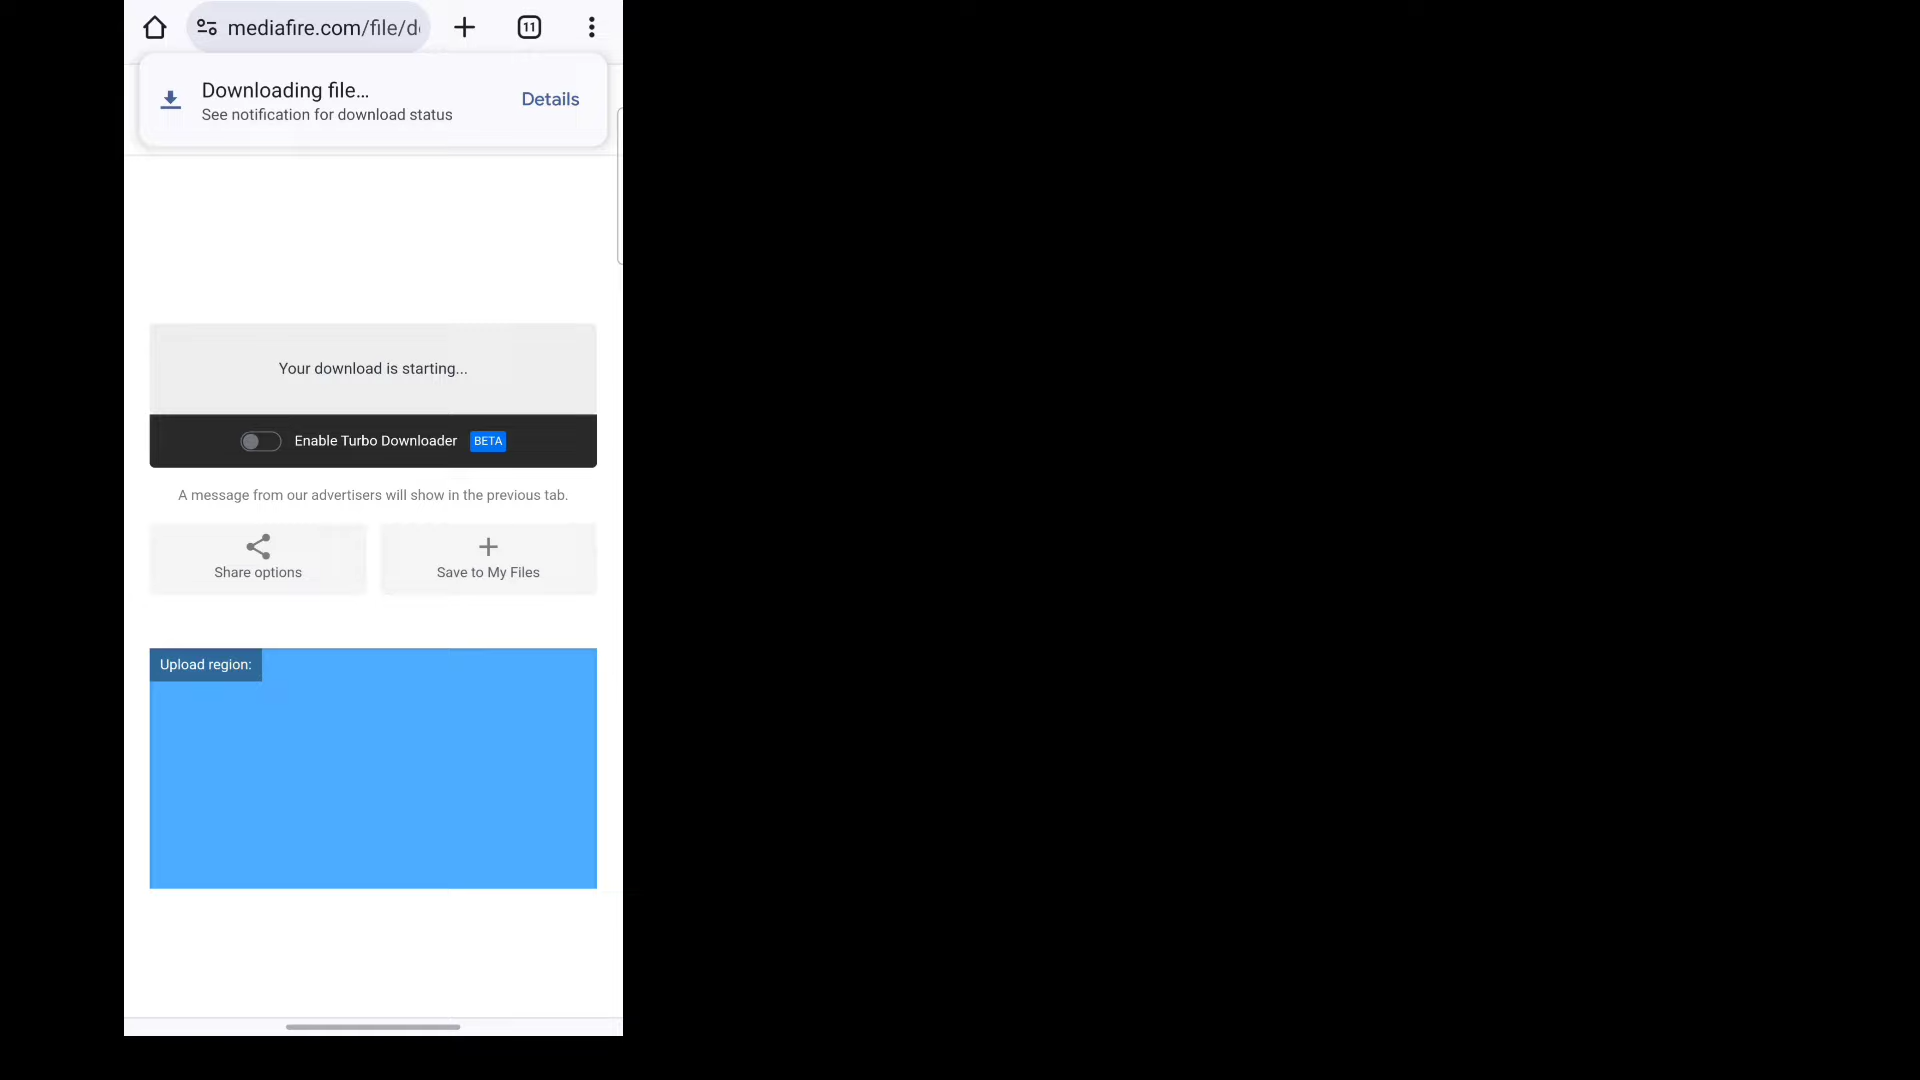 mediafire.com/file/d
11
Downloading file...
See notification for download status
Details
Your download is starting...
Enable Turbo Downloader BETA
A message from our advertisers will show in the previous tab.
Share options
Save to My Files
Upload region: